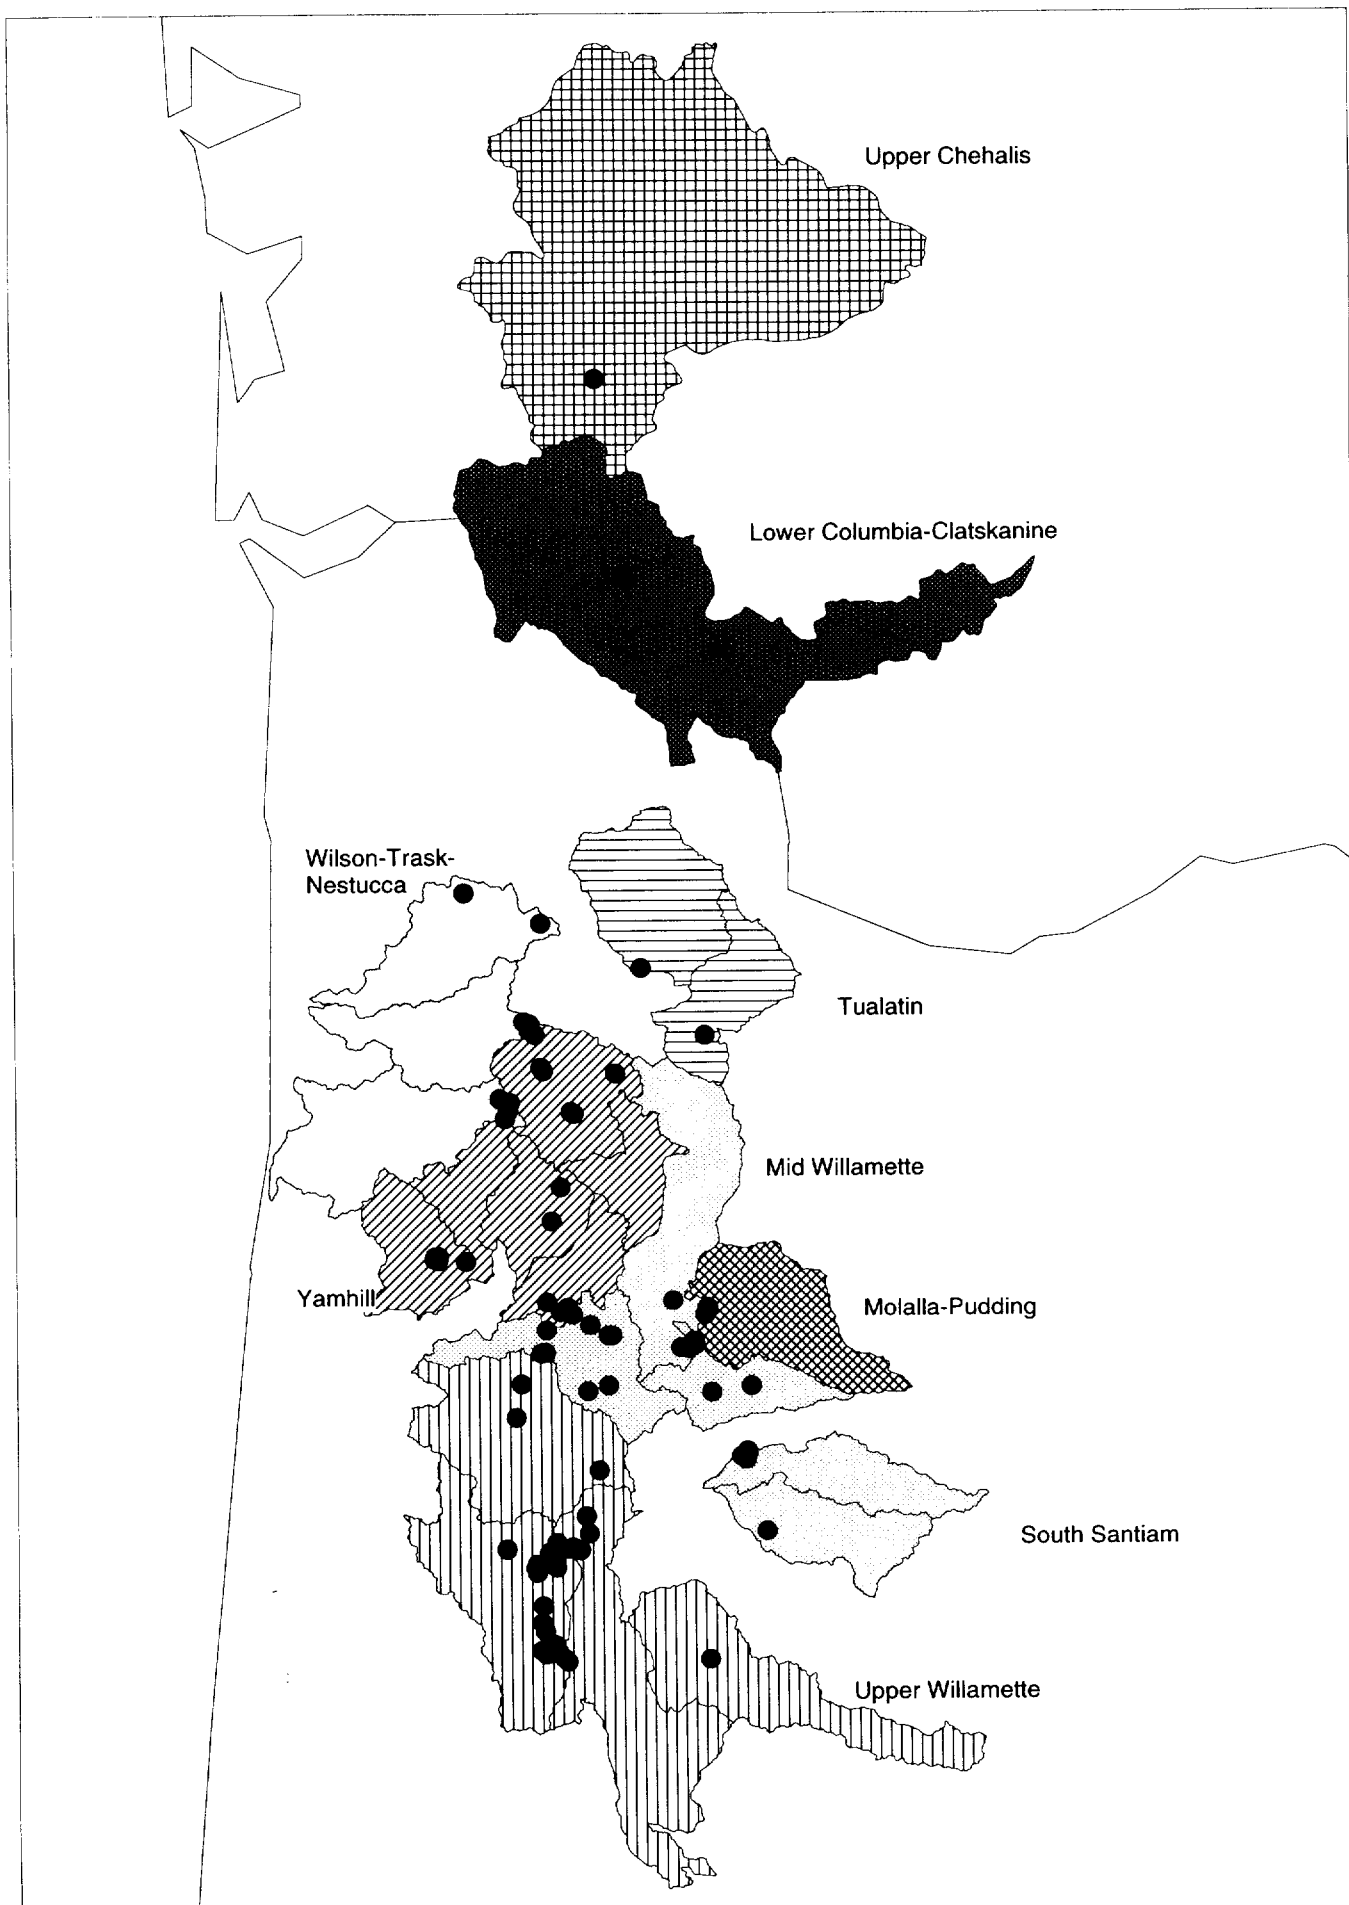 Upper Chehalis
Lower Columbia-Clatskanine
Wilson-Trask-
Nestucca
Tualatin
Mid Willamette
Yamhill
Molalla-Pudding
South Santiam
Upper Willamette